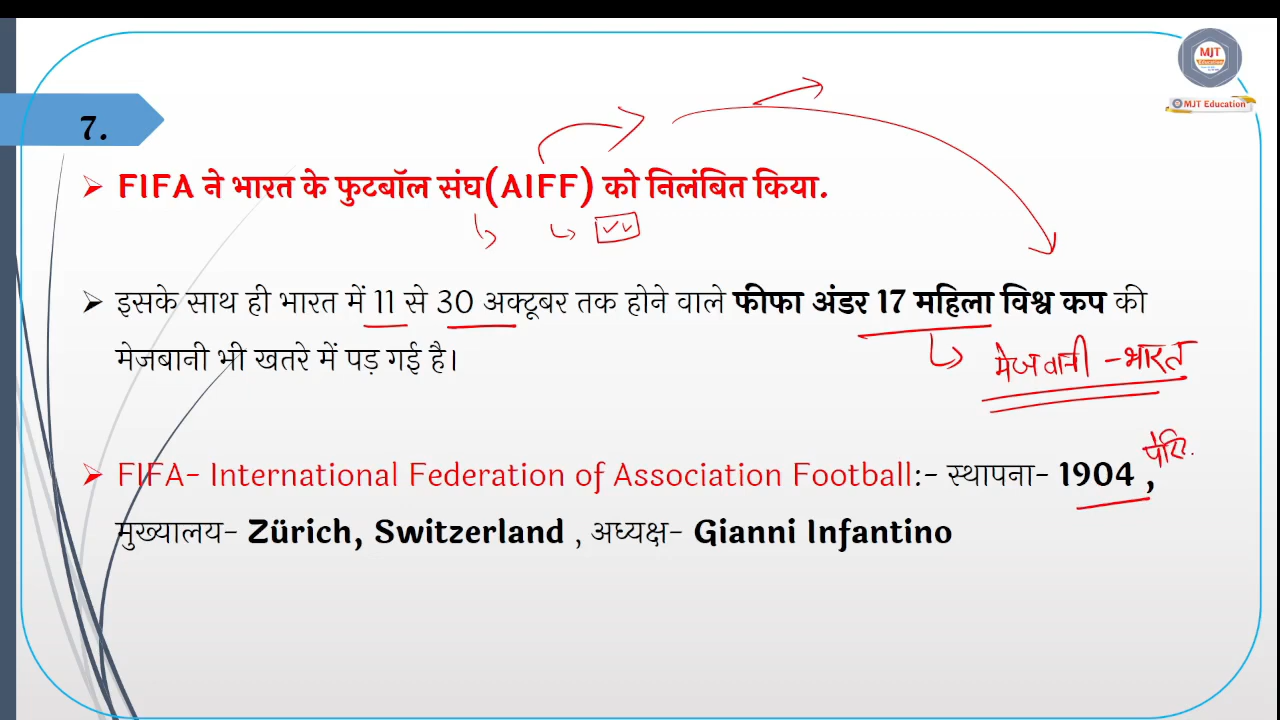 MJT
Education
MJT Education
7.
FIFA ने भारत के फुटबॉल संघ(AIFF) को निलंबित किया.
इसके साथ ही भारत में 11 से 30 अक्टूबर तक होने वाले फीफा अंडर 17 महिला विश्व कप की
मेजबानी भी खतरे में पड़ गई है।
मेजबानी - भारत
FIFA- International Federation of Association Football:- स्थापना- 1904 ,
मुख्यालय- Zürich, Switzerland , अध्यक्ष- Gianni Infantino